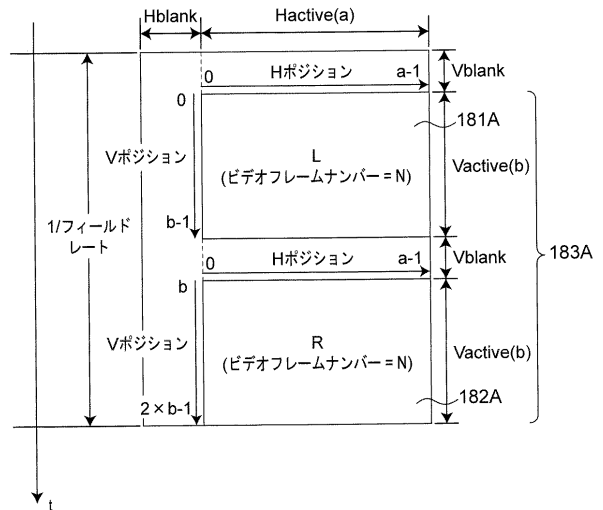 Hblank
Hactive(a)
0
Hポジション
a-1
Vblank
0
181A
Vポジション
L
(ビデオフレームナンバー = N)
Vactive(b)
b-1
1/フィールド
レート
0
Hポジション
a-1
Vblank
183A
b
Vポジション
R
(ビデオフレームナンバー = N)
Vactive(b)
2×b-1
182A
t